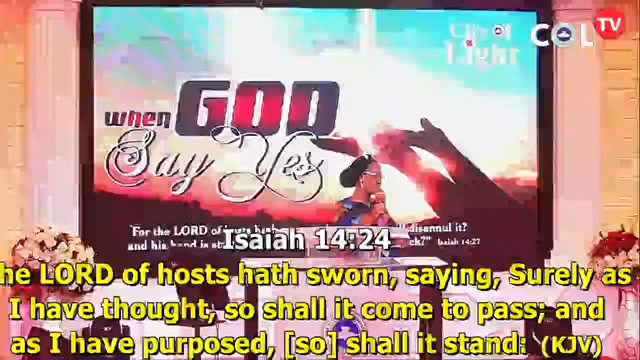 City of
Light
COL
TV
when GOD
Say Yes
"For the LORD of hosts hath disannul it?
and his hand is Isaiah 14:27
Isaiah 14:24
he LORD of hosts hath sworn, saying, Surely as
I have thought, so shall it come to pass; and
as I have purposed, [so] shall it stand: (KJV)